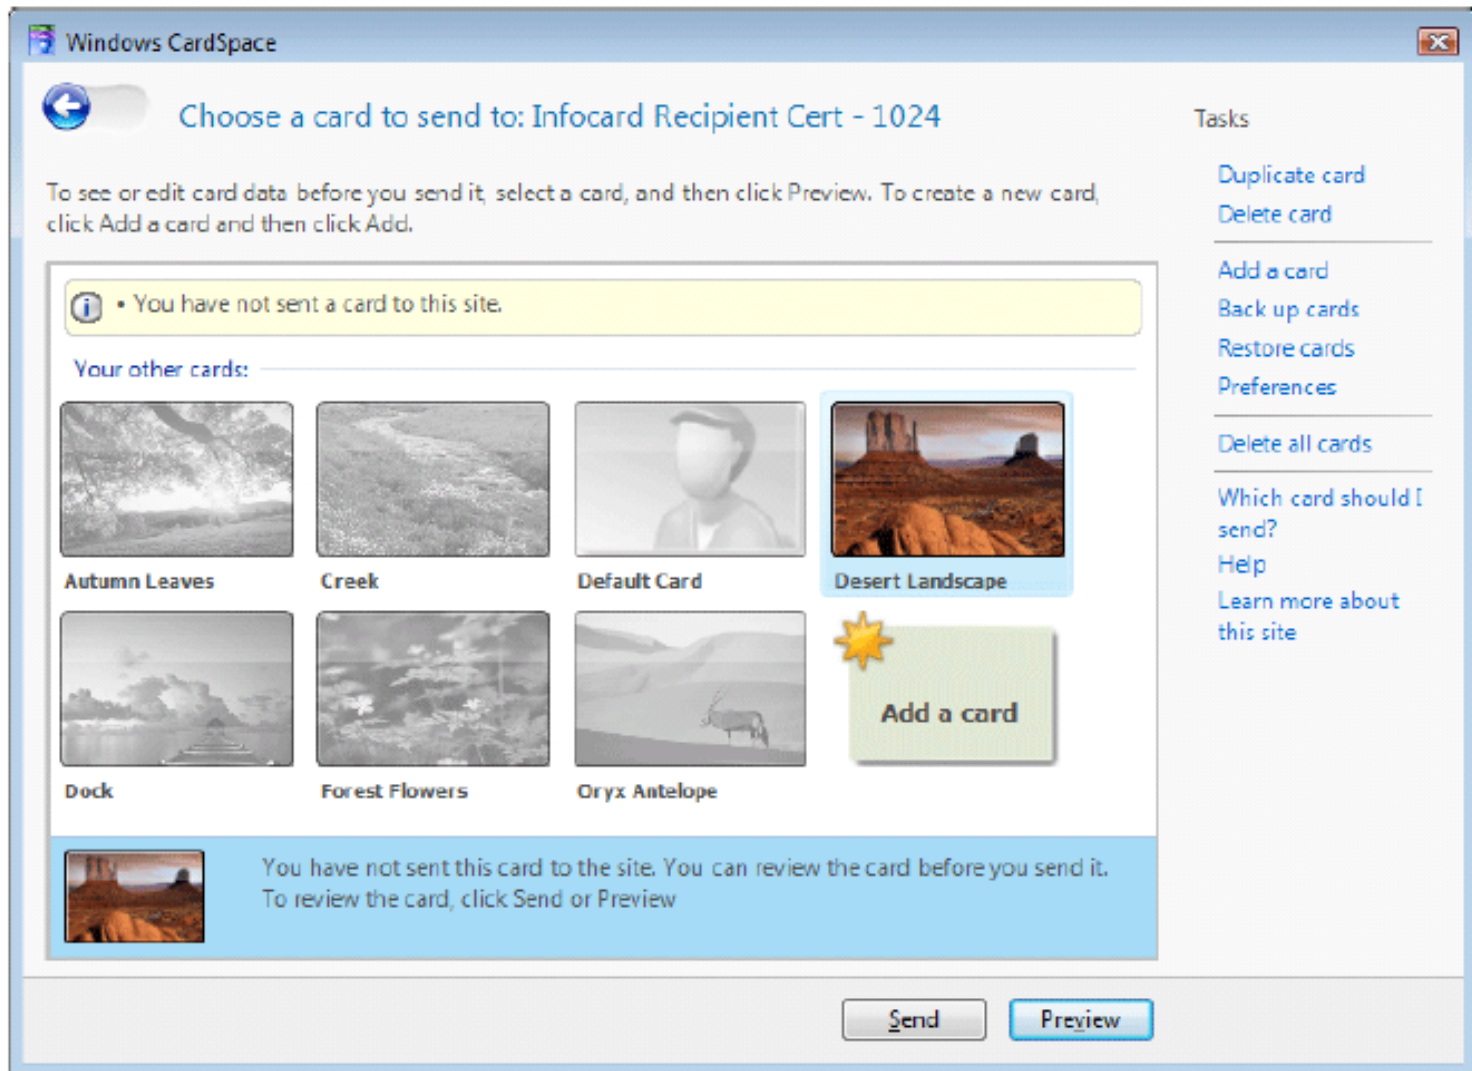 Windows CardSpace
Choose a card to send to: Infocard Recipient Cert - 1024
To see or edit card data before you send it, select a card, and then click Preview. To create a new card,
click Add a card and then click Add.
• You have not sent a card to this site.
Your other cards:
Autumn Leaves
Creek
Default Card
Desert Landscape
Add a card
Dock
Forest Flowers
Oryx Antelope
You have not sent this card to the site. You can review the card before you send it.
To review the card, click Send or Preview
Send
Preview
Tasks
Duplicate card
Delete card
Add a card
Back up cards
Restore cards
Preferences
Delete all cards
Which card should I
send?
Help
Learn more about
this site